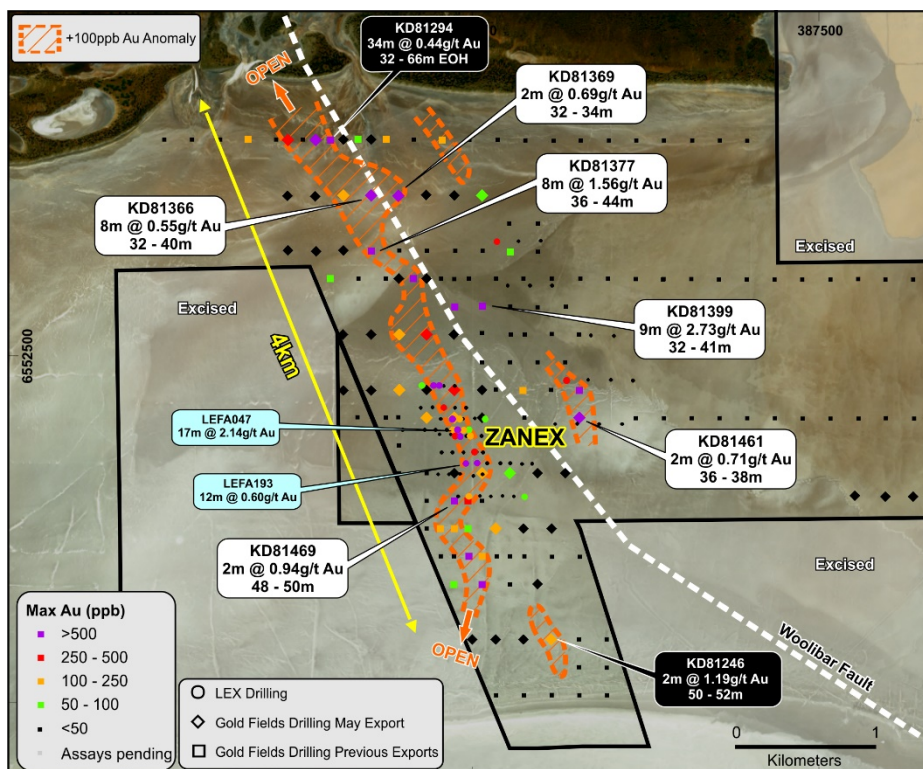 +100ppb Au Anomaly
KD81294
34m @ 0.44g/t Au
32 - 66m EOH
387500
OPEN
KD81369
2m @ 0.69g/t Au
32 - 34m
KD81377
8m @ 1.56g/t Au
36 - 44m
KD81366
8m @ 0.55g/t Au
32 - 40m
Excised
Excised
KD81399
9m @ 2.73g/t Au
32 - 41m
6552500
4km
LEFA047
17m @ 2.14g/t Au
ZANEX
KD81461
2m @ 0.71g/t Au
36 - 38m
LEFA193
12m @ 0.60g/t Au
KD81469
2m @ 0.94g/t Au
48 - 50m
Excised
Woolibar Fault
OPEN
KD81246
2m @ 1.19g/t Au
50 - 52m
Max Au (ppb)
>500
250 - 500
100 - 250
50 - 100
<50
Assays pending
LEX Drilling
Gold Fields Drilling May Export
Gold Fields Drilling Previous Exports
0 1
Kilometers